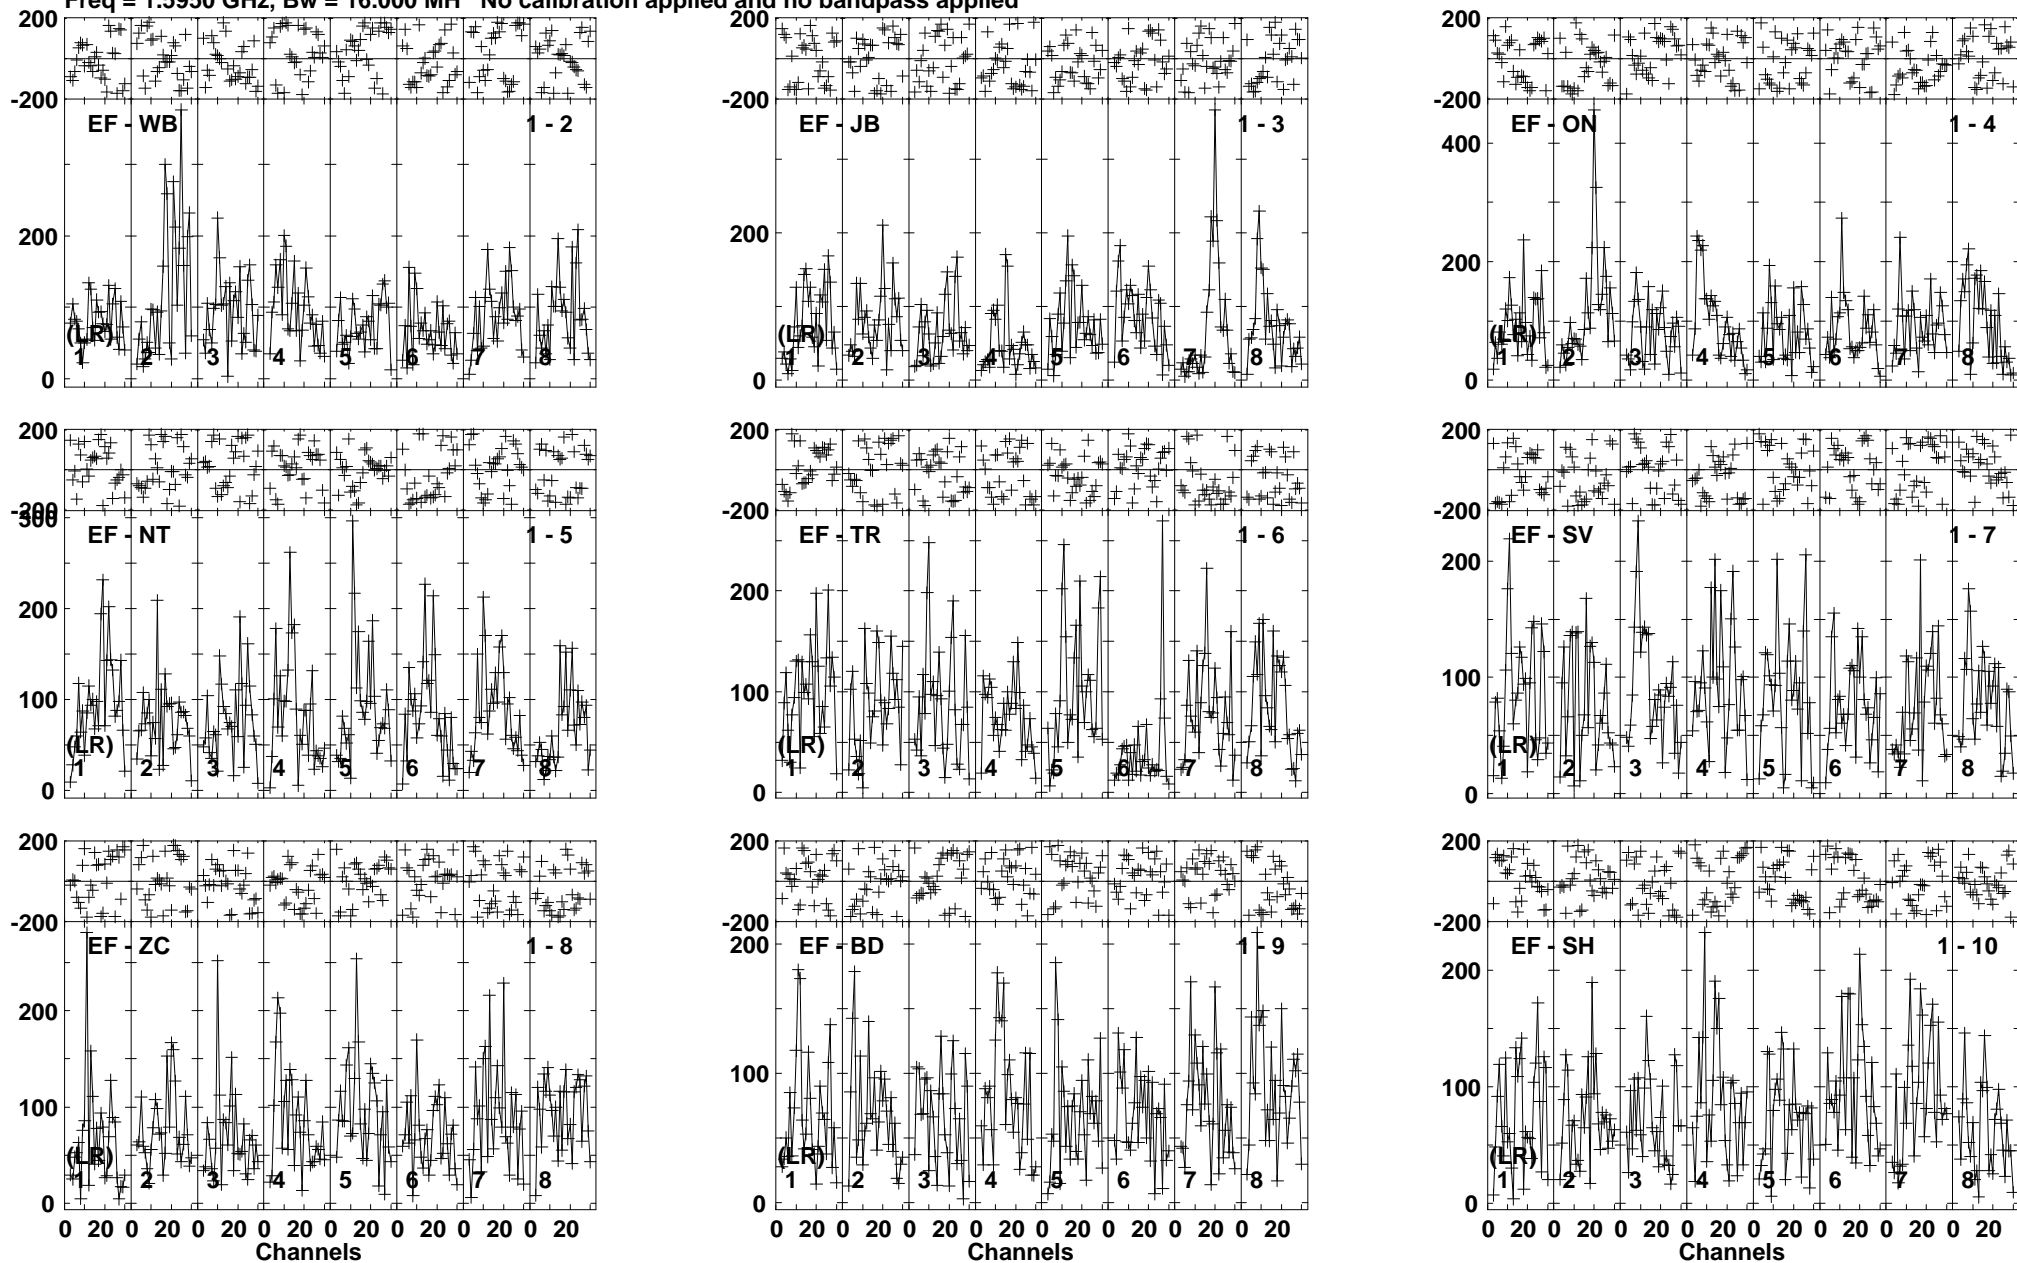 Freq = 1.5950 GHz, Bw = 16.000 MH No calibration applied and no bandpass applied
200 200 200
-200 -200 -200
EF - WB 1 - 2 EF - JB 1 - 3 EF - ON 1 - 4
400
200 200 200
(LR) (LR) (LR)
1 2 3 4 5 6 7 8 1 2 3 4 5 6 7 8 1 2 3 4 5 6 7 8
0 0 0
200 200 200
-200 -200 -200
300
EF - NT 1 - 5 EF - TR 1 - 6 EF - SV 1 - 7
200 200 200
100 100 100
(LR) (LR) (LR)
1 2 3 4 5 6 7 8 1 2 3 4 5 6 7 8 1 2 3 4 5 6 7 8
0 0 0
200 200 200
-200 -200 -200
EF - ZC 1 - 8 EF - BD 1 - 9 EF - SH 1 - 10
200 200 200
100 100 100
(LR) (LR) (LR)
1 2 3 4 5 6 7 8 1 2 3 4 5 6 7 8 1 2 3 4 5 6 7 8
0 0 0
0 20 0 20 0 20 0 20 0 20 0 20 0 20 0 20 0 20 0 20 0 20 0 20 0 20 0 20 0 20 0 20 0 20 0 20 0 20 0 20 0 20 0 20 0 20 0 20
Channels Channels Channels